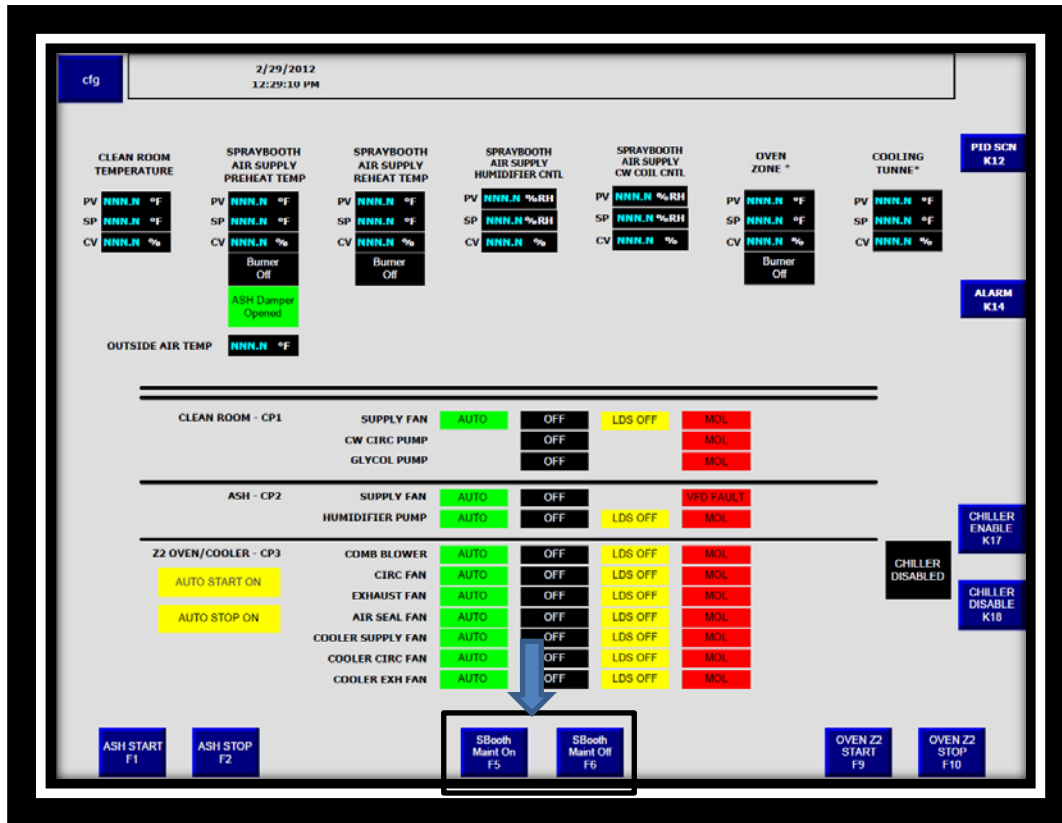 cfg
2/29/2012
12:29:10 PM
CLEAN ROOM
TEMPERATURE
PV NNN.N °F
SP NNN.N °F
CV NNN.N %
SPRAYBOOTH
AIR SUPPLY
PREHEAT TEMP
PV NNN.N °F
SP NNN.N °F
CV NNN.N %
Burner
Off
ASH Damper
Opened
SPRAYBOOTH
AIR SUPPLY
REHEAT TEMP
PV NNN.N °F
SP NNN.N °F
CV NNN.N %
Burner
Off
SPRAYBOOTH
AIR SUPPLY
HUMIDIFIER CNTL
PV NNN.N %RH
SP NNN.N %RH
CV NNN.N %
SPRAYBOOTH
AIR SUPPLY
CW COIL CNTL
PV NNN.N %RH
SP NNN.N %RH
CV NNN.N %
OVEN
ZONE *
PV NNN.N °F
SP NNN.N °F
CV NNN.N %
Burner
Off
COOLING
TUNNE*
PV NNN.N °F
SP NNN.N °F
CV NNN.N %
PID SCN
K12
ALARM
K14
OUTSIDE AIR TEMP NNN.N °F
CLEAN ROOM - CP1 SUPPLY FAN AUTO OFF LDS OFF MOL
CW CIRC PUMP OFF MOL
GLYCOL PUMP OFF MOL
ASH - CP2 SUPPLY FAN AUTO OFF VFD FAULT
HUMIDIFIER PUMP AUTO OFF LDS OFF MOL
Z2 OVEN/COOLER - CP3 COMB BLOWER AUTO OFF LDS OFF MOL
AUTO START ON CIRC FAN AUTO OFF LDS OFF MOL
EXHAUST FAN AUTO OFF LDS OFF MOL
AUTO STOP ON AIR SEAL FAN AUTO OFF LDS OFF MOL
COOLER SUPPLY FAN AUTO OFF LDS OFF MOL
COOLER CIRC FAN AUTO OFF LDS OFF MOL
COOLER EXH FAN AUTO OFF LDS OFF MOL
CHILLER
ENABLE
K17
CHILLER
DISABLED
CHILLER
DISABLE
K18
ASH START
F1
ASH STOP
F2
SBooth
Maint On
F5
SBooth
Maint Off
F6
OVEN Z2
START
F9
OVEN Z2
STOP
F10